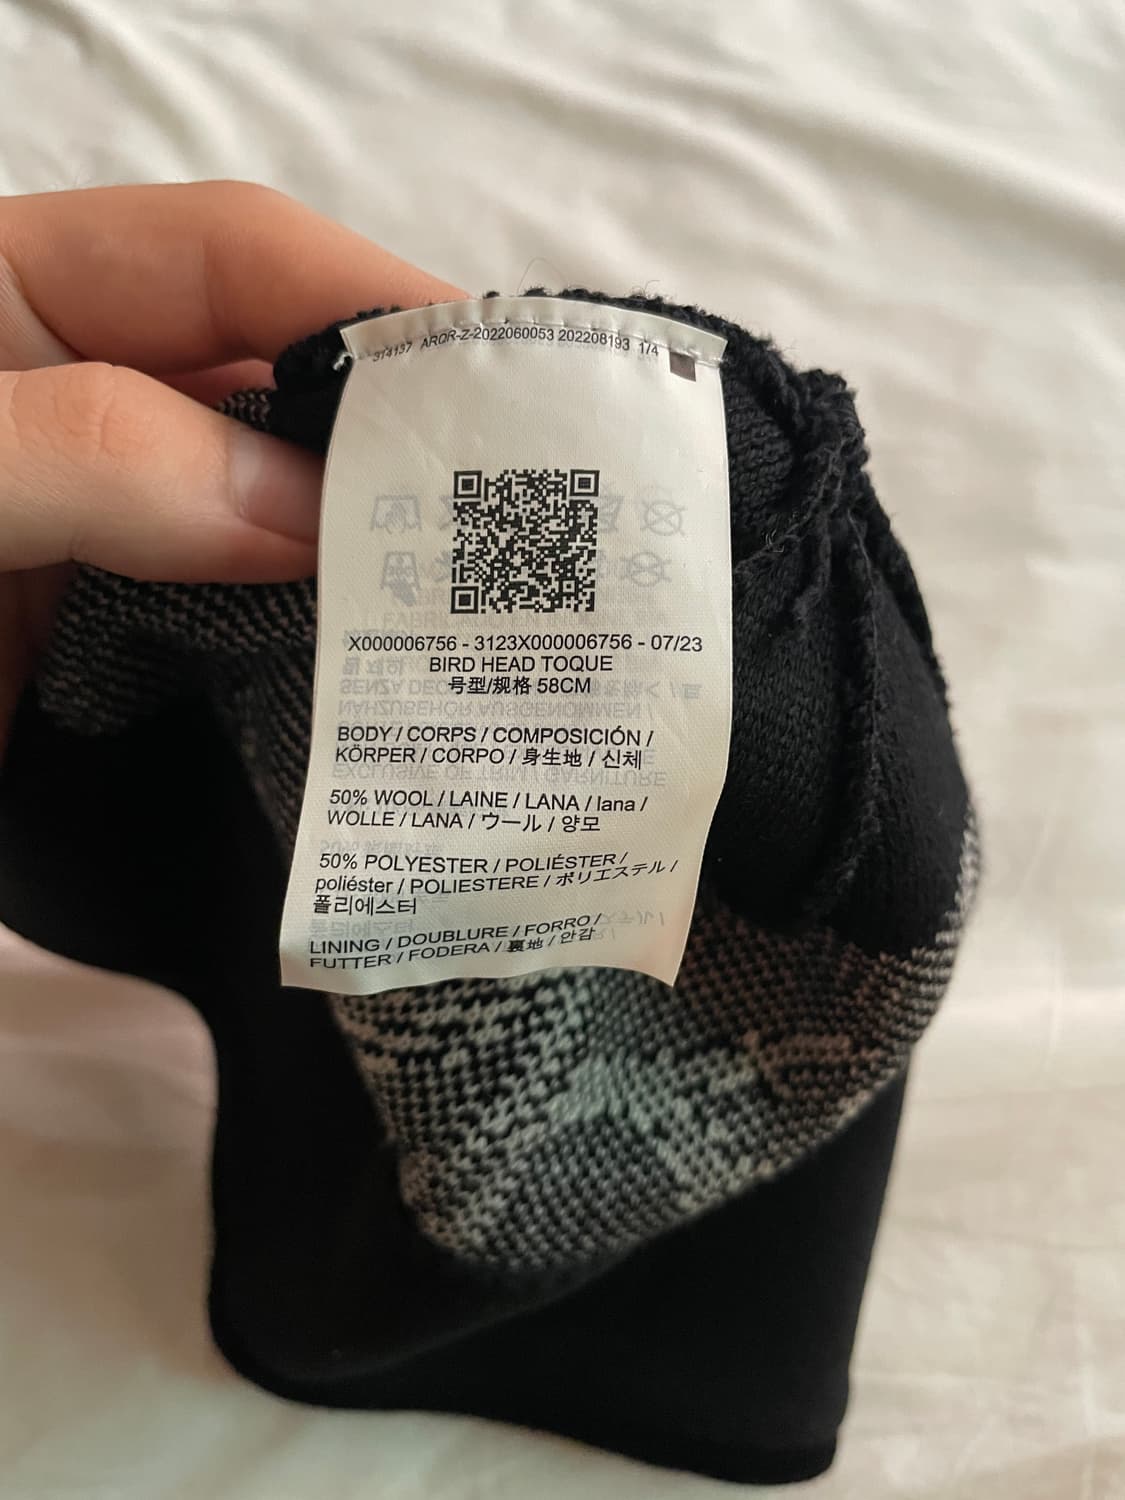 314137 AROR-Z-2022060053 202208193 1/4
X000006756 - 3123X000006756 - 07/23
BIRD HEAD TOQUE
号型/规格 58CM
BODY / CORPS / COMPOSICIÓN /
KÖRPER / CORPO / 身生地 / 신체
50% WOOL / LAINE / LANA / lana /
WOLLE / LANA / ウール / 양모
50% POLYESTER / POLIÉSTER /
poliéster / POLIESTERE / ポリエステル /
폴리에스터
LINING / DOUBLURE / FORRO /
FUTTER / FODERA / 裏地 / 안감